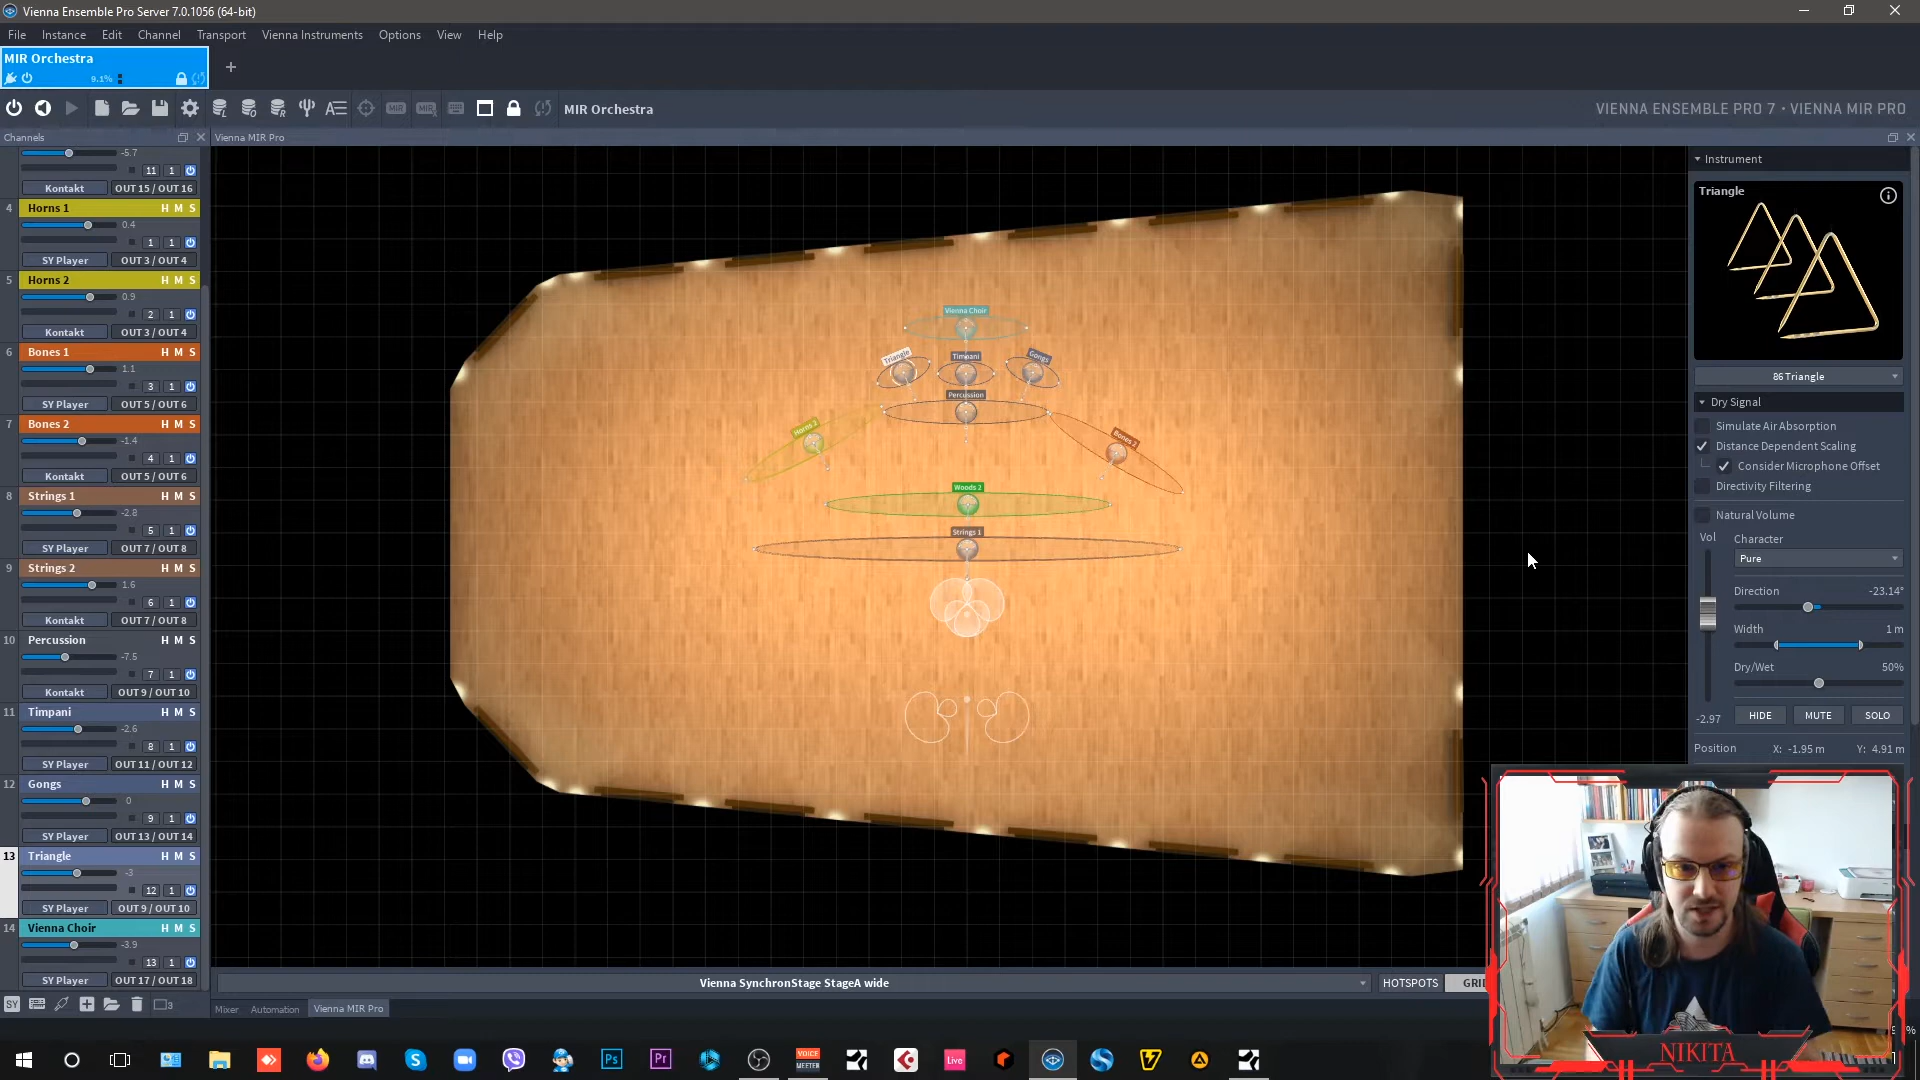 Vienna Ensemble Pro Server 7.0.1056 (64-bit)
File Instance Edit Channel Transport Vienna Instruments Options View Help
MIR Orchestra
9.1%
+
MIR Orchestra
VIENNA ENSEMBLE PRO 7 • VIENNA MIR PRO
Channels
Vienna MIR Pro
-5.7
11 1
Kontakt OUT 15 / OUT 16
4 Horns 1 H M S
0.4
1 1
SY Player OUT 3 / OUT 4
5 Horns 2 H M S
0.9
2 1
Kontakt OUT 3 / OUT 4
6 Bones 1 H M S
1.1
3 1
SY Player OUT 5 / OUT 6
7 Bones 2 H M S
-1.4
4 1
Kontakt OUT 5 / OUT 6
8 Strings 1 H M S
-2.8
5 1
SY Player OUT 7 / OUT 8
9 Strings 2 H M S
1.6
6 1
Kontakt OUT 7 / OUT 8
10 Percussion H M S
-7.5
7 1
Kontakt OUT 9 / OUT 10
11 Timpani H M S
-2.6
8 1
SY Player OUT 11 / OUT 12
12 Gongs H M S
0
9 1
SY Player OUT 13 / OUT 14
13 Triangle H M S
-3
12 1
SY Player OUT 9 / OUT 10
14 Vienna Choir H M S
-3.9
13 1
SY Player OUT 17 / OUT 18
SY
3
Vienna Choir
Triangle
Timpani
Gongs
Percussion
Horns 2
Bones 2
Woods 2
Strings 1
Vienna SynchronStage StageA wide
HOTSPOTS
GRI
Mixer Automation Vienna MIR Pro
Instrument
Triangle
86 Triangle
Dry Signal
Simulate Air Absorption
Distance Dependent Scaling
Consider Microphone Offset
Directivity Filtering
Natural Volume
Vol Character
Pure
Direction -23.14°
Width 1 m
Dry/Wet 50%
-2.97 HIDE MUTE SOLO
Position X: -1.95 m Y: 4.91 m
NIKITA
Ps
Pr
VOICE
MEETER
Live